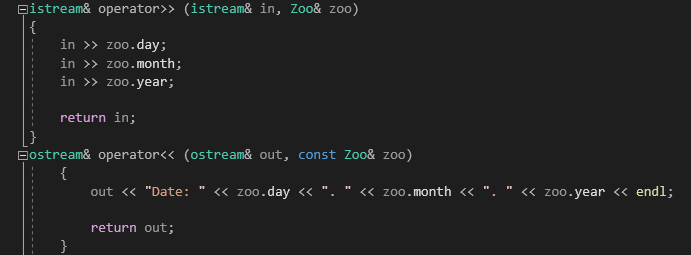 istream& operator>> (istream& in, Zoo& zoo)
{
in >> zoo.day;
in >> zoo.month;
in >> zoo.year;
return in;
}
ostream& operator<< (ostream& out, const Zoo& zoo)
{
out << "Date: " << zoo.day << ". " << zoo.month << ". " << zoo.year << endl;
return out;
}